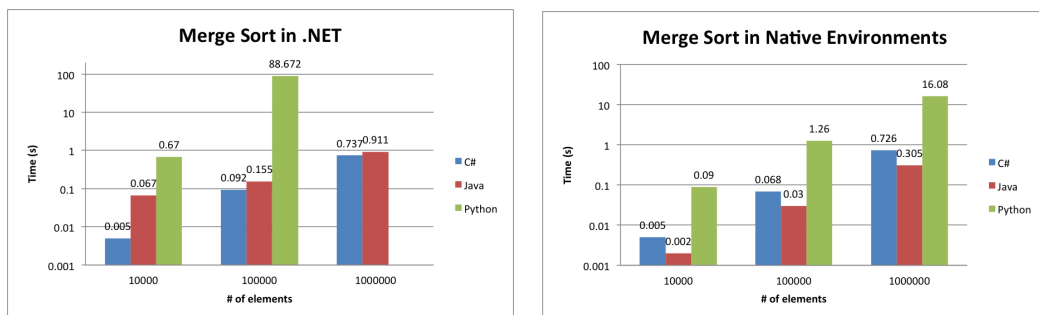 Merge Sort in .NET
Time (s)
100
10
1
0.1
0.01
0.001
0.005
0.067
0.67
0.092
0.155
88.672
0.737
0.911
10000
100000
1000000
# of elements
C#
Java
Python
Merge Sort in Native Environments
Time (s)
100
10
1
0.1
0.01
0.001
0.005
0.002
0.09
0.068
0.03
1.26
0.726
0.305
16.08
10000
100000
1000000
# of elements
C#
Java
Python